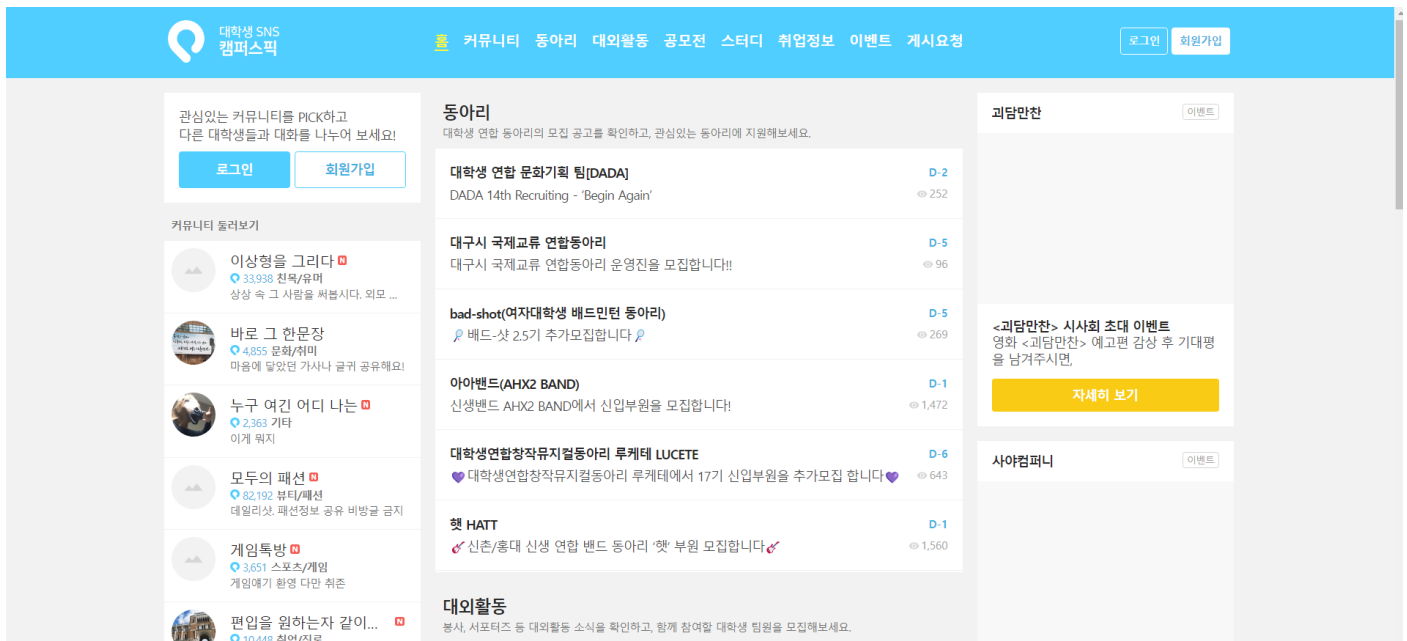 대학생 SNS
캠퍼스픽
홈 커뮤니티 동아리 대외활동 공모전 스터디 취업정보 이벤트 게시요청
로그인 회원가입
관심있는 커뮤니티를 PICK하고
다른 대학생들과 대화를 나누어 보세요!
로그인 회원가입
커뮤니티 둘러보기
이상형을 그리다 N
33,938 친목/유머
상상 속 그 사람을 써봅시다. 외모 ...
바로 그 한문장
4,855 문화/취미
마음에 닿았던 가사나 글귀 공유해요!
누구 여긴 어디 나는 N
2,363 기타
이게 뭐지
모두의 패션 N
82,192 뷰티/패션
데일리샷. 패션정보 공유 비방글 금지
게임톡방 N
3,651 스포츠/게임
게임얘기 환영 다만 취존
편입을 원하는자 같이... N
10,448 취업/진로
동아리
대학생 연합 동아리의 모집 공고를 확인하고, 관심있는 동아리에 지원해보세요.
대학생 연합 문화기획 팀[DADA] D-2
DADA 14th Recruiting - ‘Begin Again’ 252
대구시 국제교류 연합동아리 D-5
대구시 국제교류 연합동아리 운영진을 모집합니다!! 96
bad-shot(여자대학생 배드민턴 동아리) D-5
배드-샷 2.5기 추가모집합니다 269
아아밴드(AHX2 BAND) D-1
신생밴드 AHX2 BAND에서 신입부원을 모집합니다! 1,472
대학생연합창작뮤지컬동아리 루케테 LUCETE D-6
💜대학생연합창작뮤지컬동아리 루케테에서 17기 신입부원을 추가모집 합니다💜 643
햇 HATT D-1
🎸신촌/홍대 신생 연합 밴드 동아리 ‘햇’ 부원 모집합니다🎸 1,560
대외활동
봉사, 서포터즈 등 대외활동 소식을 확인하고, 함께 참여할 대학생 팀원을 모집해보세요.
괴담만찬 이벤트
<괴담만찬> 시사회 초대 이벤트
영화 <괴담만찬> 예고편 감상 후 기대평
을 남겨주시면,
자세히 보기
사야컴퍼니 이벤트